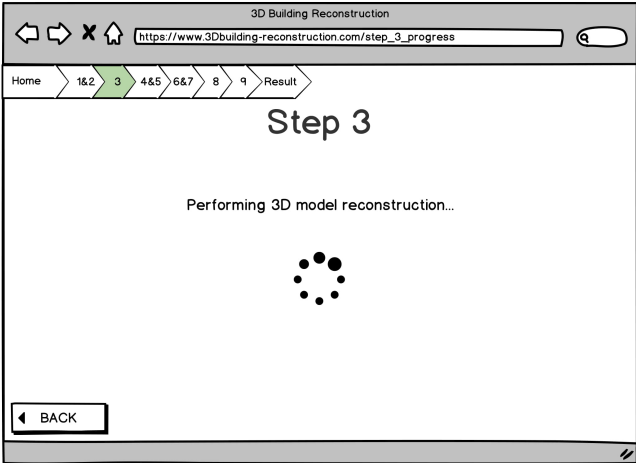 3D Building Reconstruction
https://www.3Dbuilding-reconstruction.com/step_3_progress
Home 1&2 3 4&5 6&7 8 9 Result
Step 3
Performing 3D model reconstruction...
BACK